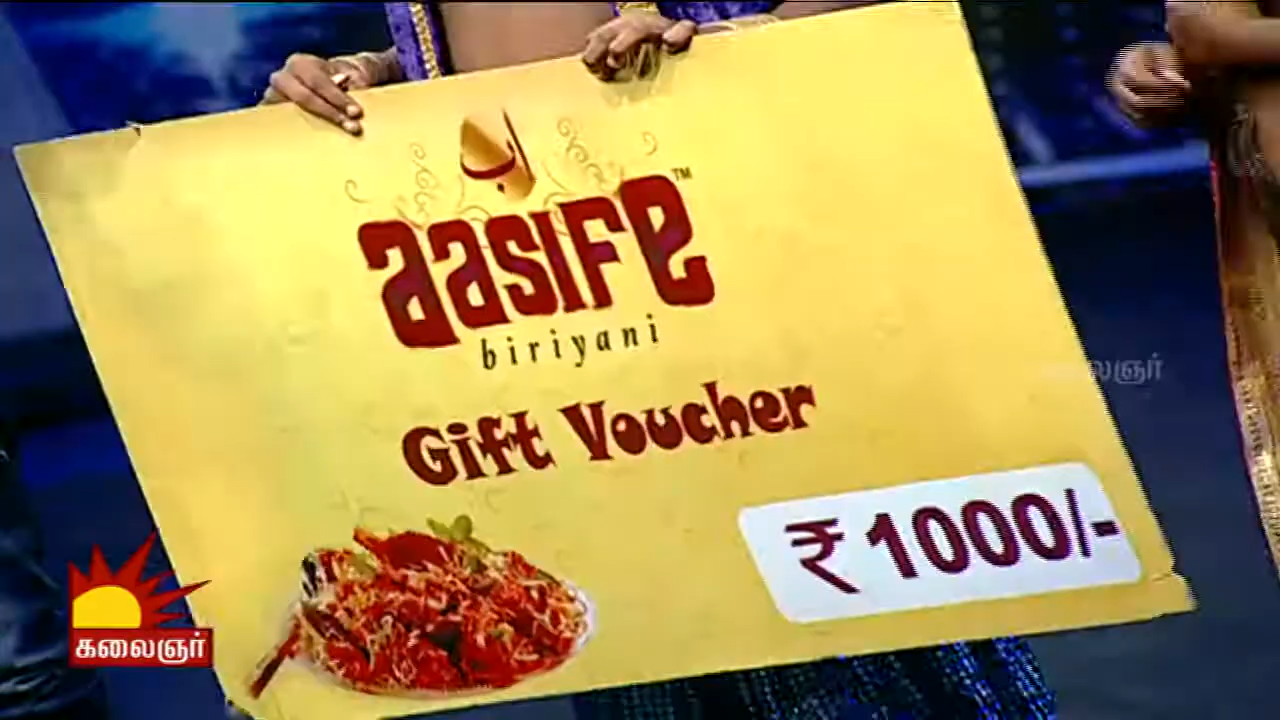 aasife™
biriyani
Gift Voucher
₹ 1000/-
கலைஞர்
கலைஞர்